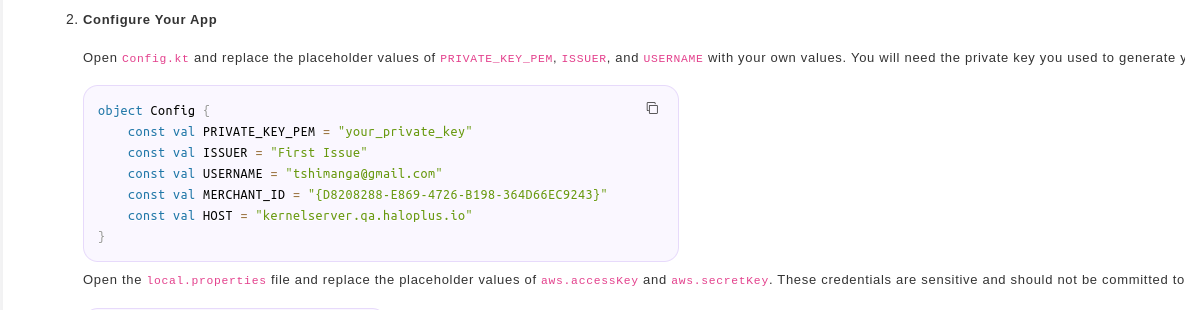 2. Configure Your App
Open Config.kt and replace the placeholder values of PRIVATE_KEY_PEM, ISSUER, and USERNAME with your own values. You will need the private key you used to generate
object Config {
const val PRIVATE_KEY_PEM = "your_private_key"
const val ISSUER = "First Issue"
const val USERNAME = "tshimanga@gmail.com"
const val MERCHANT_ID = "{D8208288-E869-4726-B198-364D66EC9243}"
const val HOST = "kernelserver.qa.haloplus.io"
}
Open the local.properties file and replace the placeholder values of aws.accessKey and aws.secretKey. These credentials are sensitive and should not be committed to